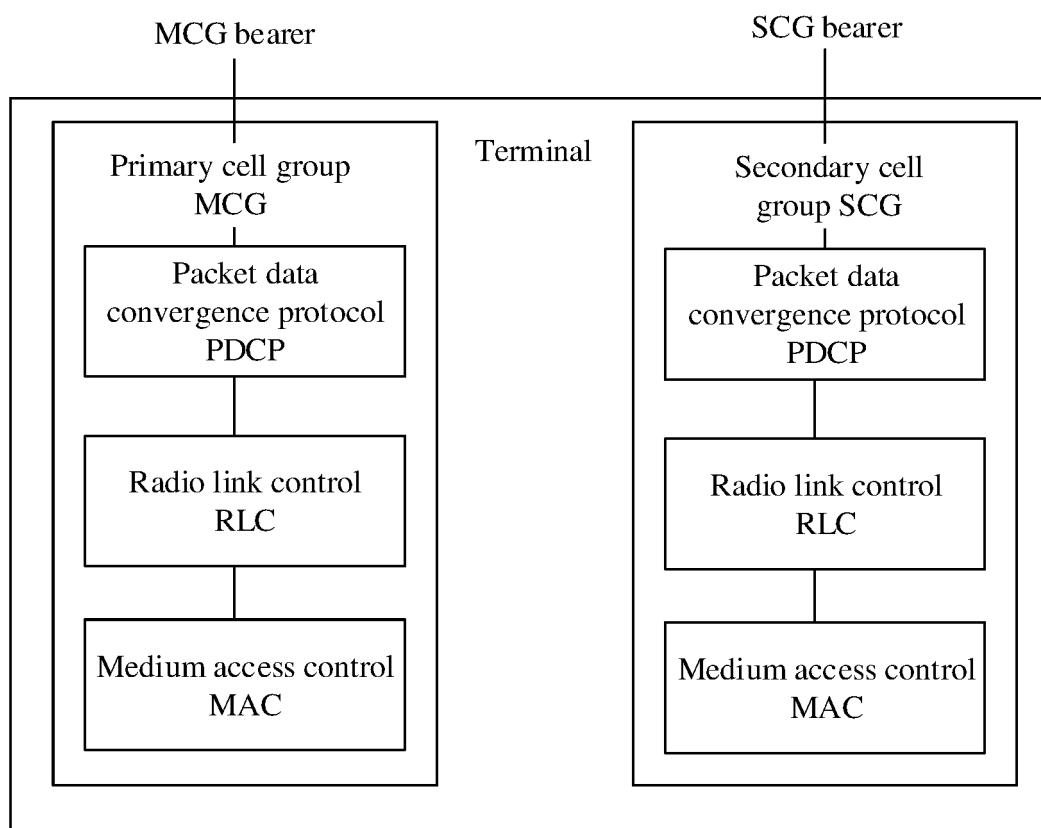 MCG bearer
SCG bearer
Terminal
Primary cell group
MCG
Packet data
convergence protocol
PDCP
Radio link control
RLC
Medium access control
MAC
Secondary cell
group SCG
Packet data
convergence protocol
PDCP
Radio link control
RLC
Medium access control
MAC